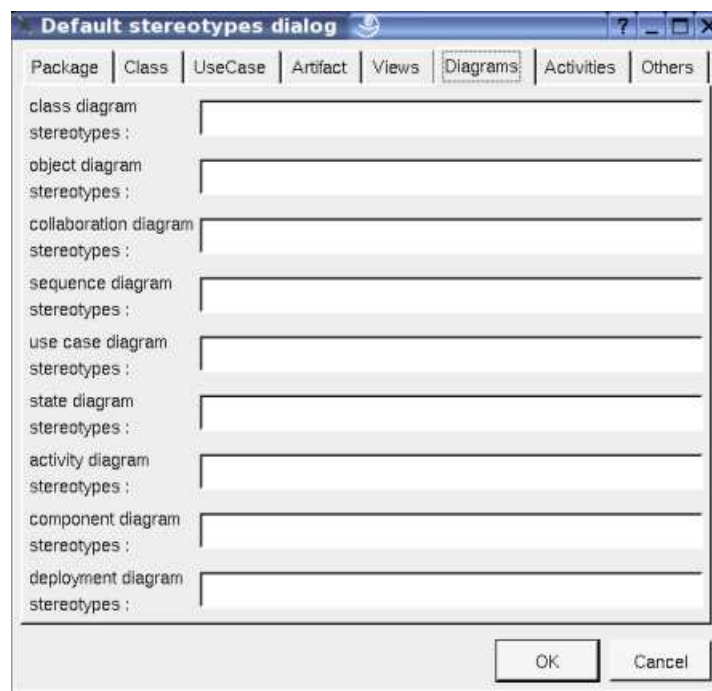 Default stereotypes dialog
Package Class UseCase Artifact Views Diagrams Activities Others
class diagram
stereotypes :
object diagram
stereotypes :
collaboration diagram
stereotypes :
sequence diagram
stereotypes :
use case diagram
stereotypes :
state diagram
stereotypes :
activity diagram
stereotypes :
component diagram
stereotypes :
deployment diagram
stereotypes :
OK Cancel